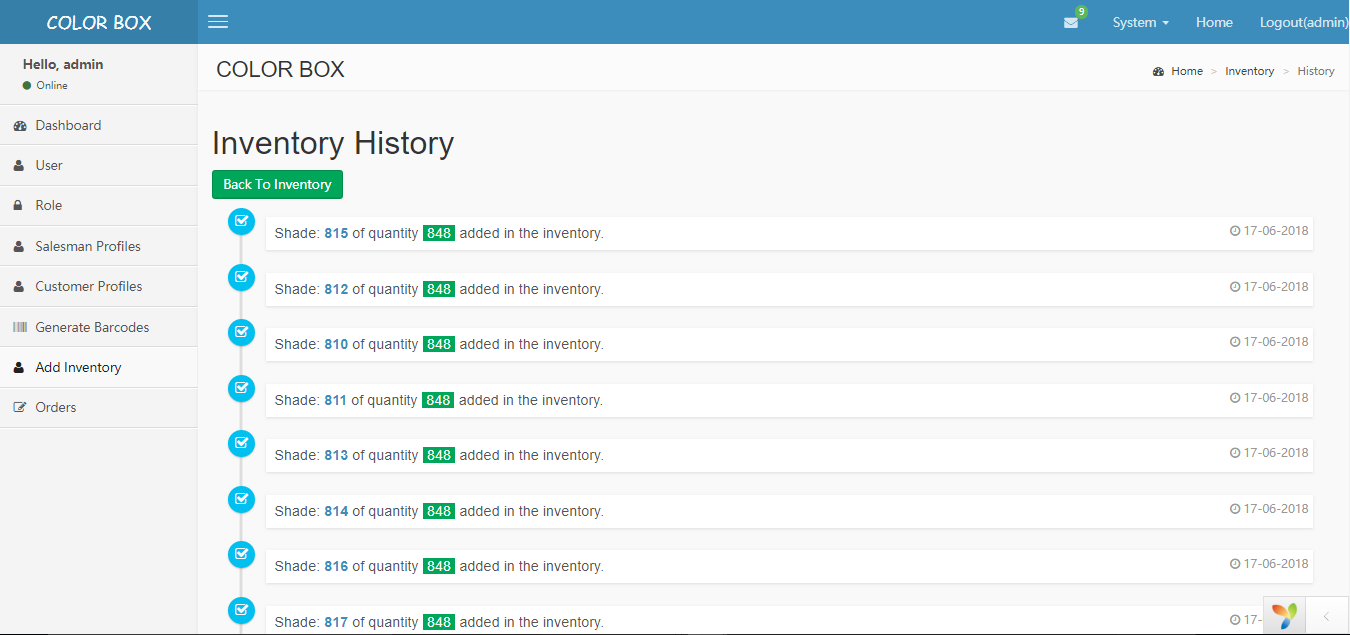 COLOR BOX
9
System
Home
Logout(admin)
Hello, admin
Online
Dashboard
User
Role
Salesman Profiles
Customer Profiles
Generate Barcodes
Add Inventory
Orders
COLOR BOX
Home > Inventory > History
Inventory History
Back To Inventory
Shade: 815 of quantity 848 added in the inventory. 17-06-2018
Shade: 812 of quantity 848 added in the inventory. 17-06-2018
Shade: 810 of quantity 848 added in the inventory. 17-06-2018
Shade: 811 of quantity 848 added in the inventory. 17-06-2018
Shade: 813 of quantity 848 added in the inventory. 17-06-2018
Shade: 814 of quantity 848 added in the inventory. 17-06-2018
Shade: 816 of quantity 848 added in the inventory. 17-06-2018
Shade: 817 of quantity 848 added in the inventory. 17-